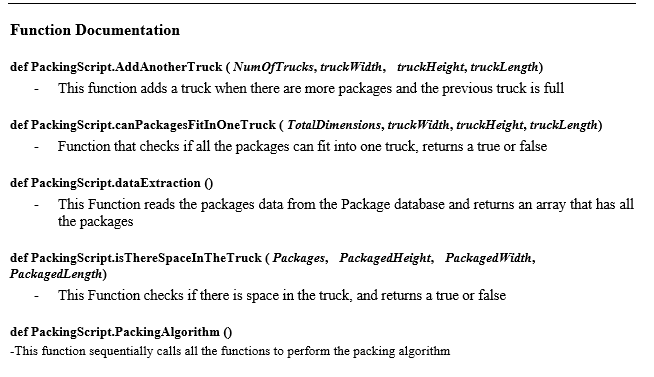 Function Documentation
def PackingScript.AddAnotherTruck ( NumOfTrucks, truckWidth, truckHeight, truckLength)
- This function adds a truck when there are more packages and the previous truck is full
def PackingScript.canPackagesFitInOneTruck ( TotalDimensions, truckWidth, truckHeight, truckLength)
- Function that checks if all the packages can fit into one truck, returns a true or false
def PackingScript.dataExtraction ()
- This Function reads the packages data from the Package database and returns an array that has all
the packages
def PackingScript.isThereSpaceInTheTruck ( Packages, PackagedHeight, PackagedWidth,
PackagedLength)
- This Function checks if there is space in the truck, and returns a true or false
def PackingScript.PackingAlgorithm ()
-This function sequentially calls all the functions to perform the packing algorithm